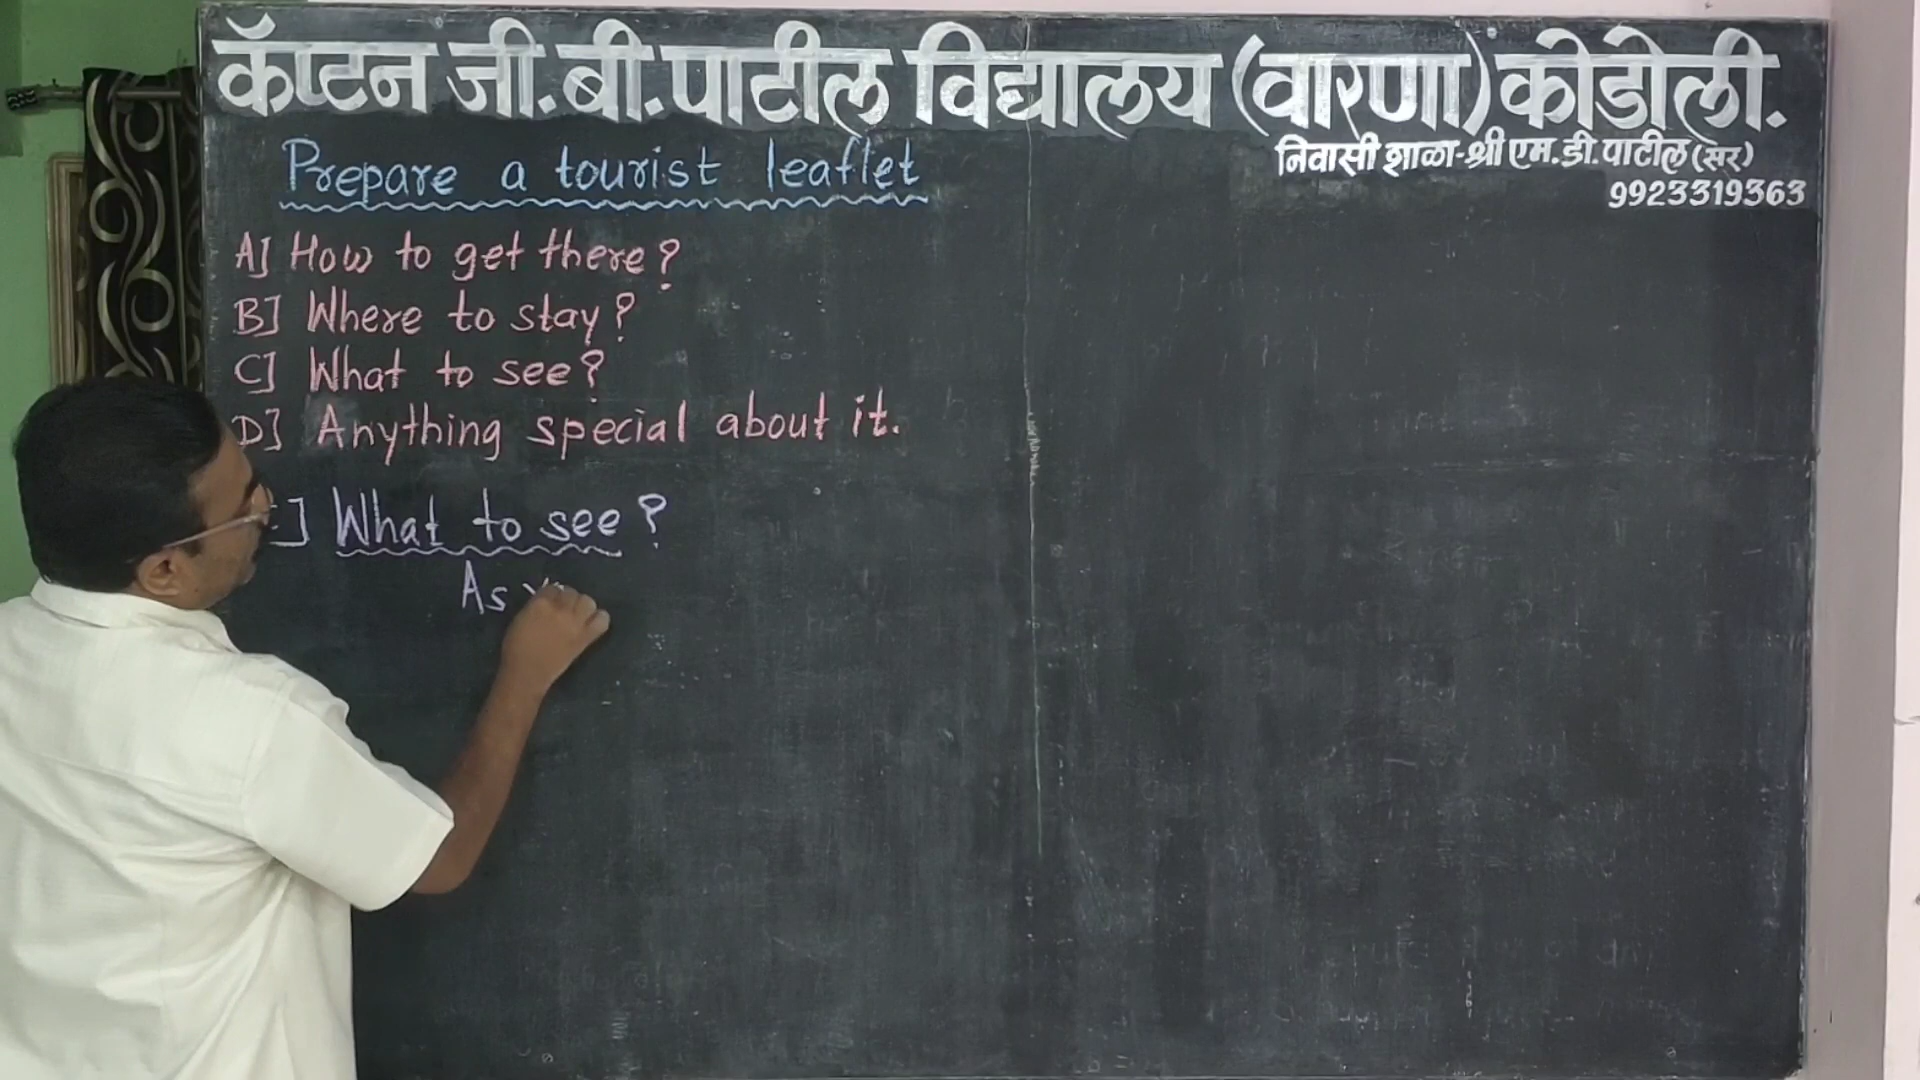 कॅप्टन जी.बी.पाटील विद्यालय (वारणा) कोडोली.
निवासी शाळा-श्री एम.डी.पाटील (सर)
9923319363
Prepare a tourist leaflet
A] How to get there?
B] Where to stay?
C] What to see?
D] Anything special about it.
] What to see?
As